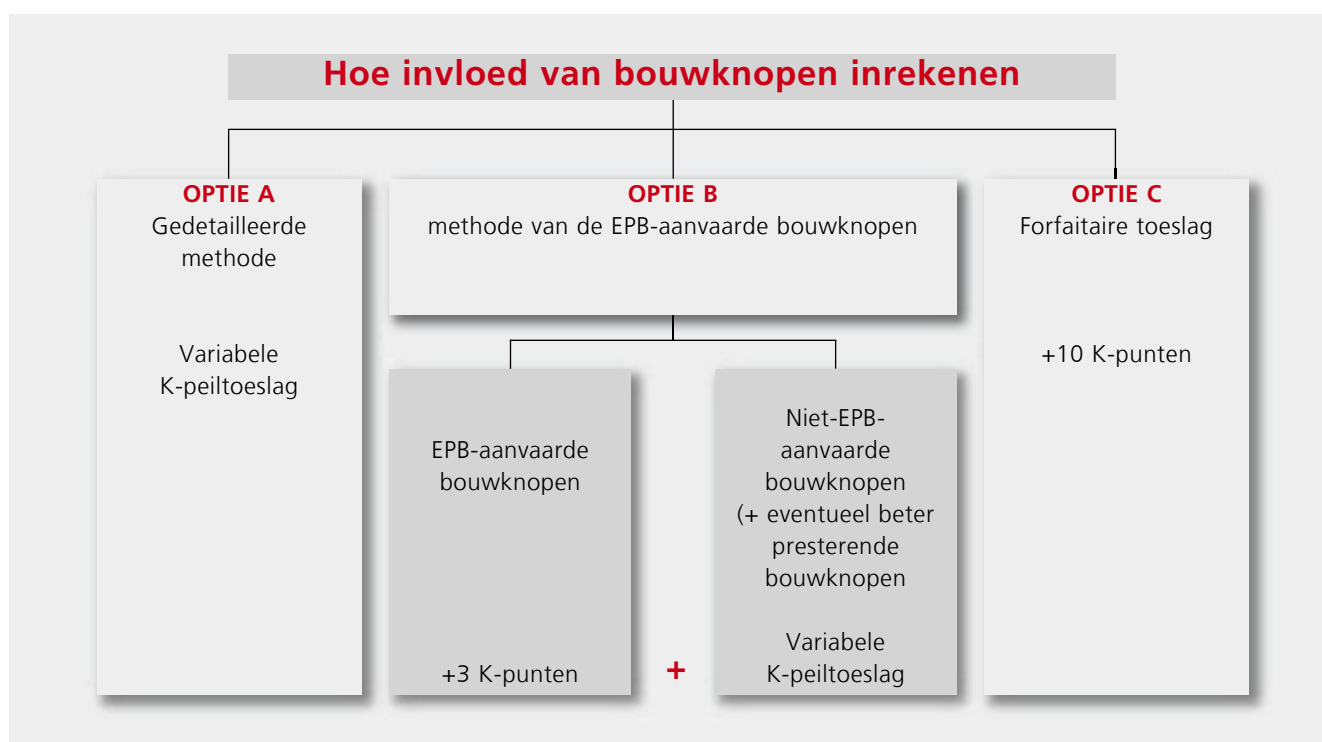 Hoe invloed van bouwknopen inrekenen
OPTIE A
Gedetailleerde
methode
Variabele
K-peiltoeslag
OPTIE B
methode van de EPB-aanvaarde bouwknopen
EPB-aanvaarde
bouwknopen
+3 K-punten
+
Niet-EPB-
aanvaarde
bouwknopen
(+ eventueel beter
presterende
bouwknopen
Variabele
K-peiltoeslag
OPTIE C
Forfaitaire toeslag
+10 K-punten